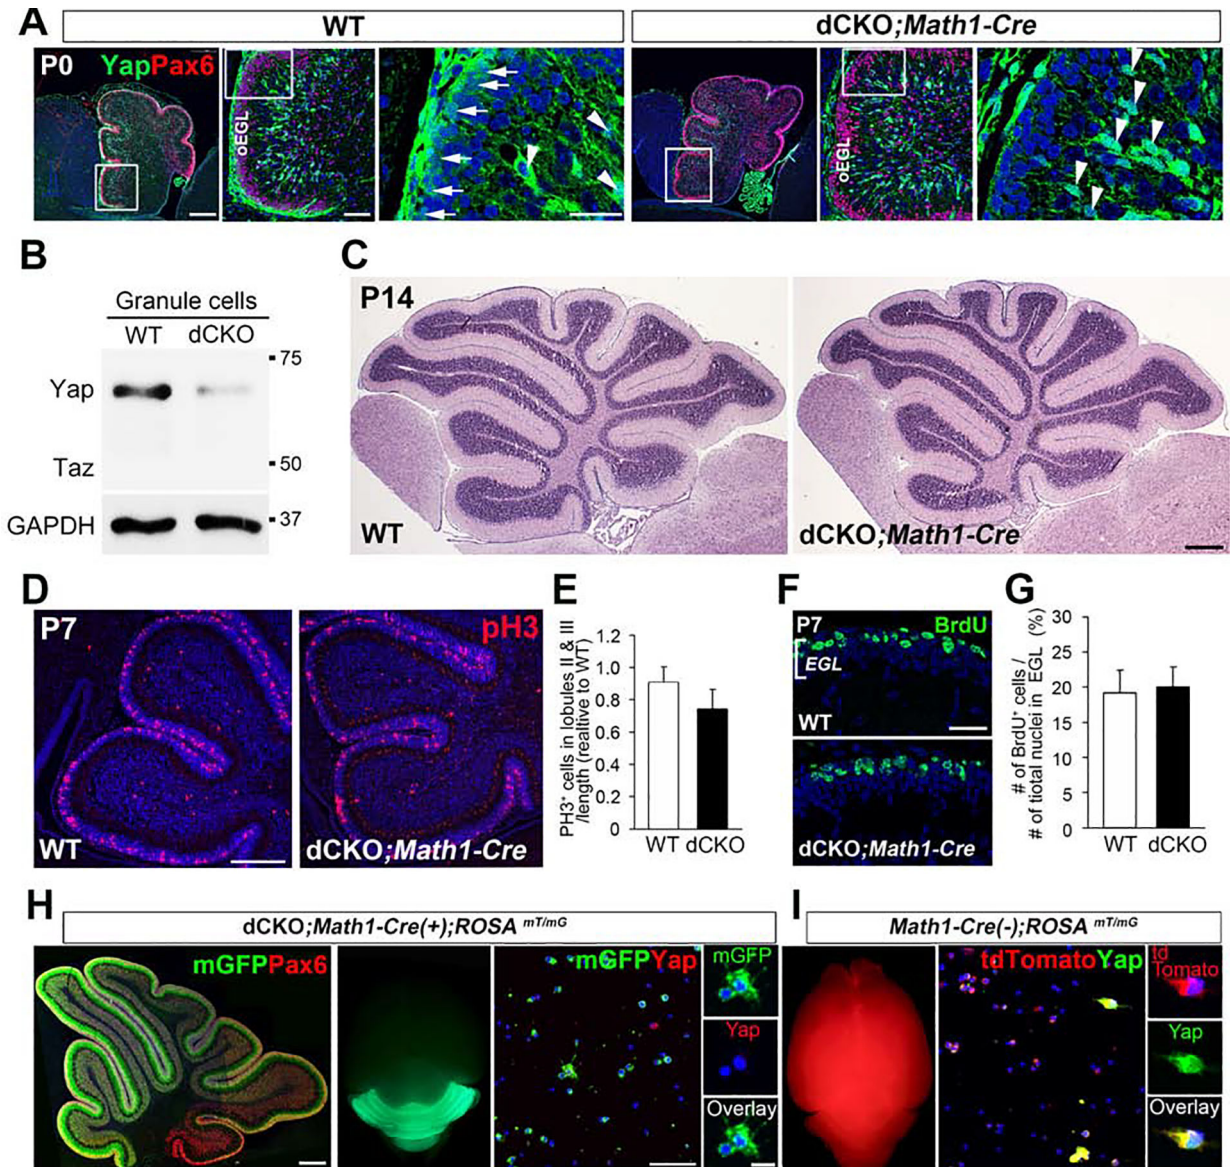 A
WT
dCKO;Math1-Cre
P0
YapPax6
oEGL
oEGL
B
Granule cells
WT dCKO
75
Yap
Taz
50
GAPDH
37
C
P14
WT
dCKO;Math1-Cre
D
P7
WT
pH3
dCKO;Math1-Cre
E
PH3+ cells in lobules II & III
/length (realtive to WT)
1.2
1.0
0.8
0.6
0.4
0.2
0
WT dCKO
F
P7
BrdU
EGL
WT
dCKO;Math1-Cre
G
# of BrdU+ cells /
# of tiotal nuclei in EGL (%)
30
25
20
15
10
5
0
WT dCKO
H
dCKO;Math1-Cre(+);ROSA mT/mG
mGFPPax6
mGFPYap
mGFP
Yap
Overlay
I
Math1-Cre(-);ROSA mT/mG
tdTomatoYap
td
Tomato
Yap
Overlay